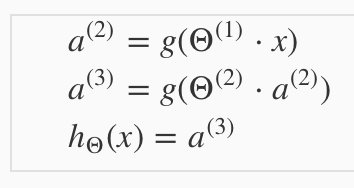 a^{(2)} = g(Θ^{(1)} · x)
a^{(3)} = g(Θ^{(2)} · a^{(2)})
h_Θ(x) = a^{(3)}